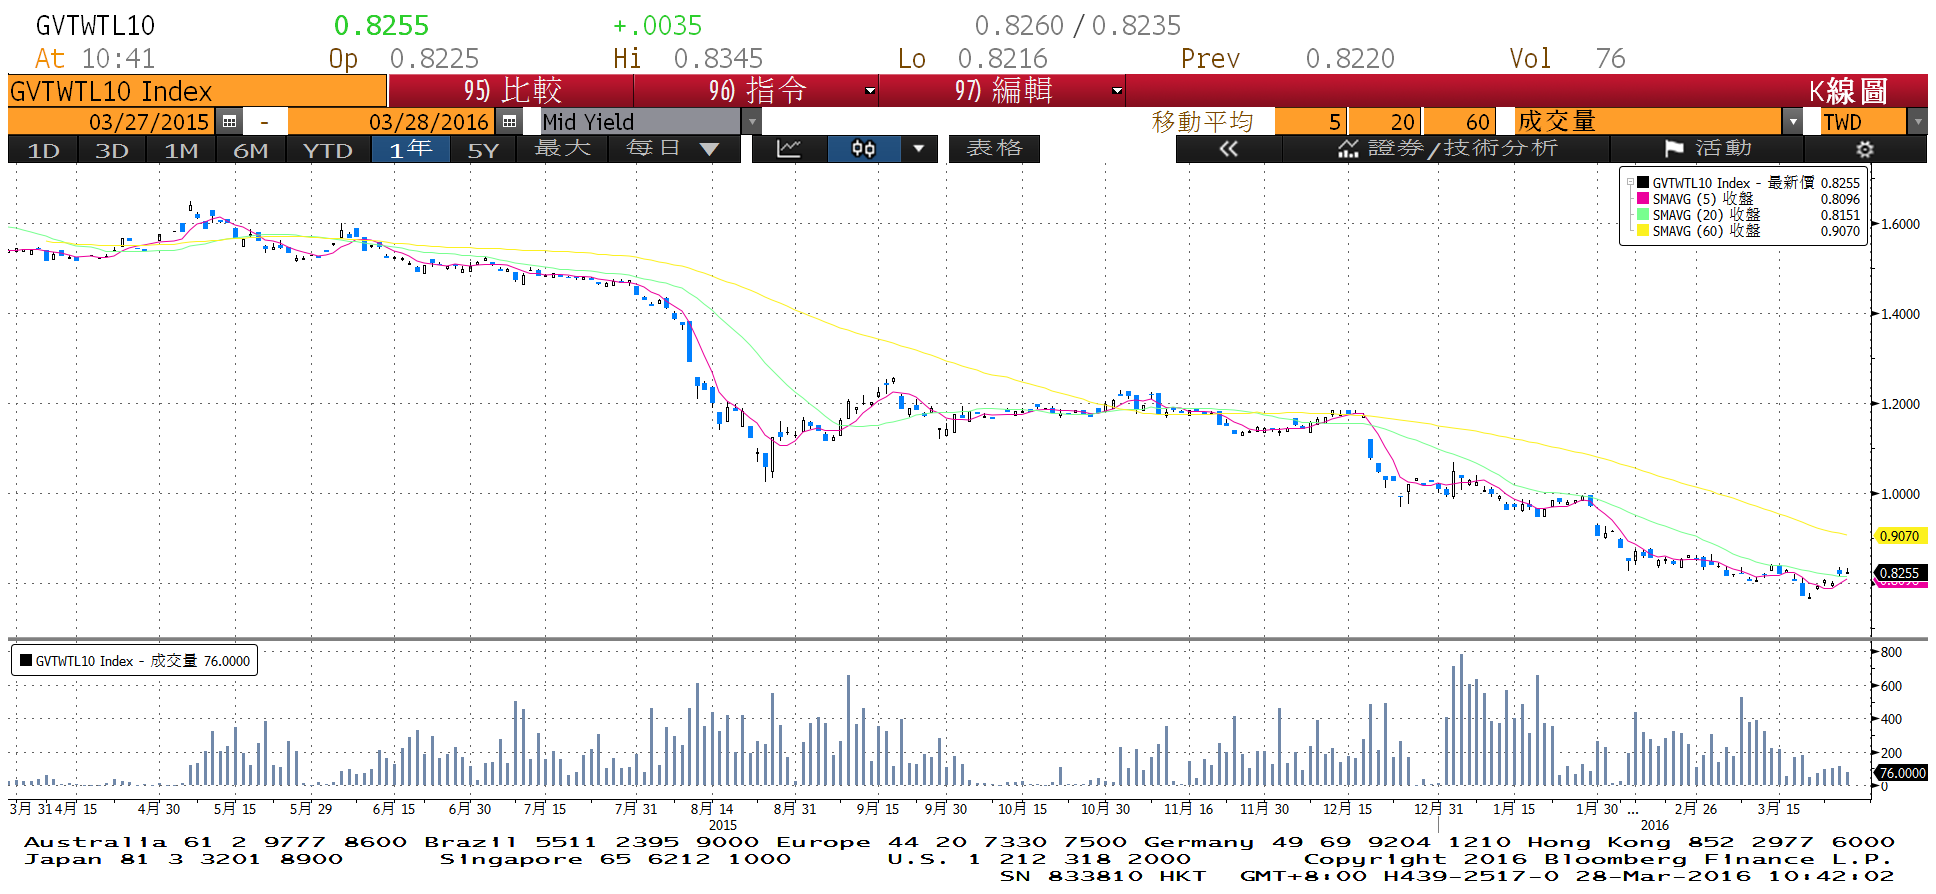 GVTWTL10 0.8255 +.0035 0.8260 / 0.8235
At 10:41 Op 0.8225 Hi 0.8345 Lo 0.8216 Prev 0.8220 Vol 76
GVTWTL10 Index 95) 比較 96) 指令 97) 編輯 K線圖
03/27/2015 - 03/28/2016 Mid Yield 移動平均 5 20 60 成交量 TWD
1D 3D 1M 6M YTD 1年 5Y 最大 每日 ▼ 表格 « 證券/技術分析 活動
GVTWTL10 Index - 最新價 0.8255
SMAVG (5) 收盤 0.8096
SMAVG (20) 收盤 0.8151
SMAVG (60) 收盤 0.9070
1.6000
1.4000
1.2000
1.0000
0.9070
0.8255
GVTWTL10 Index - 成交量 76.0000
800
600
400
200
76.0000
0
3月 31 4月 15 4月 30 5月 15 5月 29 6月 15 6月 30 7月 15 7月 31 8月 14 8月 31 9月 15 9月 30 10月 15 10月 30 11月 16 11月 30 12月 15 12月 31 1月 15 1月 30 ... 2月 26 3月 15
2015 2016
Australia 61 2 9777 8600 Brazil 5511 2395 9000 Europe 44 20 7330 7500 Germany 49 69 9204 1210 Hong Kong 852 2977 6000
Japan 81 3 3201 8900 Singapore 65 6212 1000 U.S. 1 212 318 2000 Copyright 2016 Bloomberg Finance L.P.
SN 833810 HKT GMT+8:00 H439-2517-0 28-Mar-2016 10:42:02